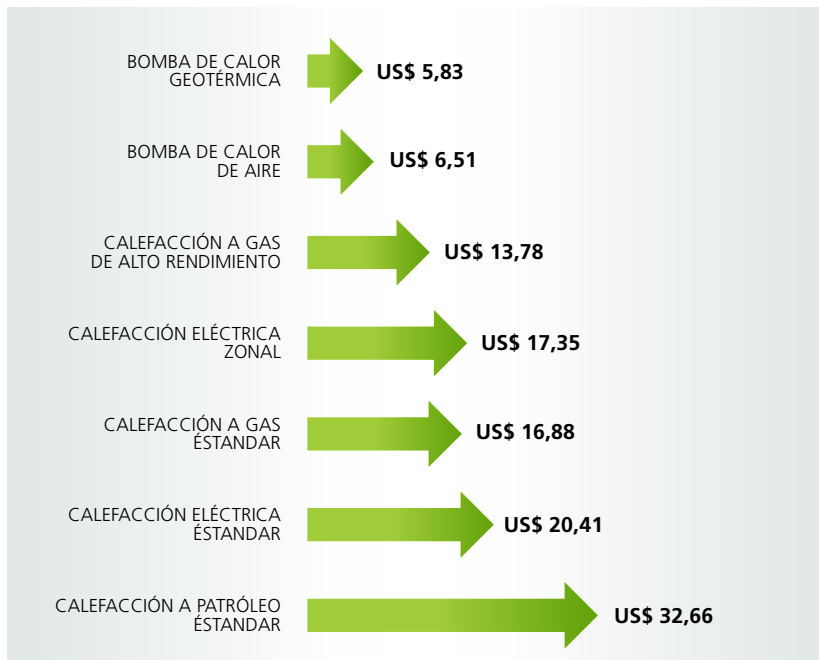 BOMBA DE CALOR
GEOTÉRMICA
US$ 5,83
BOMBA DE CALOR
DE AIRE
US$ 6,51
CALEFACCIÓN A GAS
DE ALTO RENDIMIENTO
US$ 13,78
CALEFACCIÓN ELÉCTRICA
ZONAL
US$ 17,35
CALEFACCIÓN A GAS
ÉSTANDAR
US$ 16,88
CALEFACCIÓN ELÉCTRICA
ÉSTANDAR
US$ 20,41
CALEFACCIÓN A PATRÓLEO
ÉSTANDAR
US$ 32,66